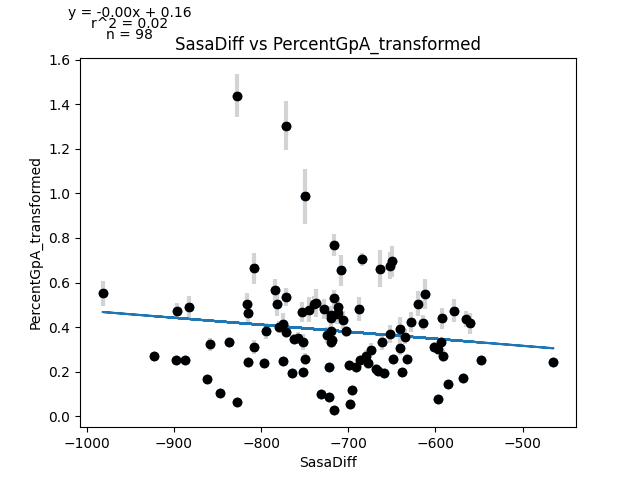 y = -0.00x + 0.16
r^2 = 0.02
n = 98
SasaDiff vs PercentGpA_transformed
1.6
1.4
1.2
1.0
0.8
0.6
0.4
0.2
0.0
PercentGpA_transformed
−1000 −900 −800 −700 −600 −500
SasaDiff